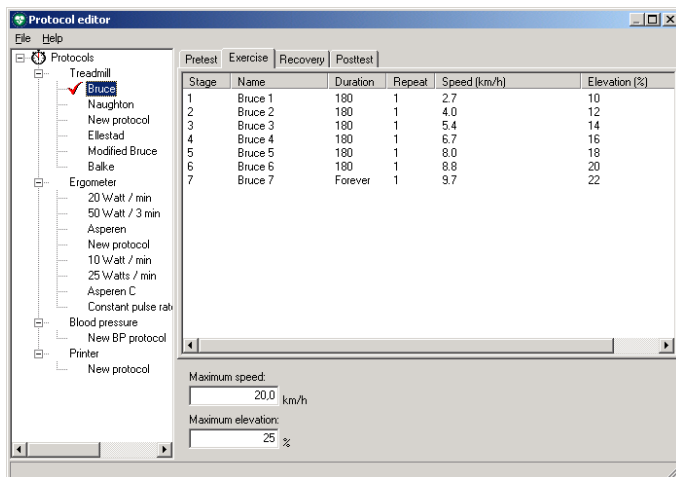 Protocol editor
File Help
Protocols
Treadmill
Bruce
Naughton
New protocol
Ellestad
Modified Bruce
Balke
Ergometer
20 Watt / min
50 Watt / 3 min
Asperen
New protocol
10 Watt / min
25 Watts / min
Asperen C
Constant pulse rate
Blood pressure
New BP protocol
Printer
New protocol
Pretest Exercise Recovery Posttest
Stage Name Duration Repeat Speed (km/h) Elevation (%)
1 Bruce 1 180 1 2.7 10
2 Bruce 2 180 1 4.0 12
3 Bruce 3 180 1 5.4 14
4 Bruce 4 180 1 6.7 16
5 Bruce 5 180 1 8.0 18
6 Bruce 6 180 1 8.8 20
7 Bruce 7 Forever 1 9.7 22
Maximum speed:
20,0 km/h
Maximum elevation:
25 %